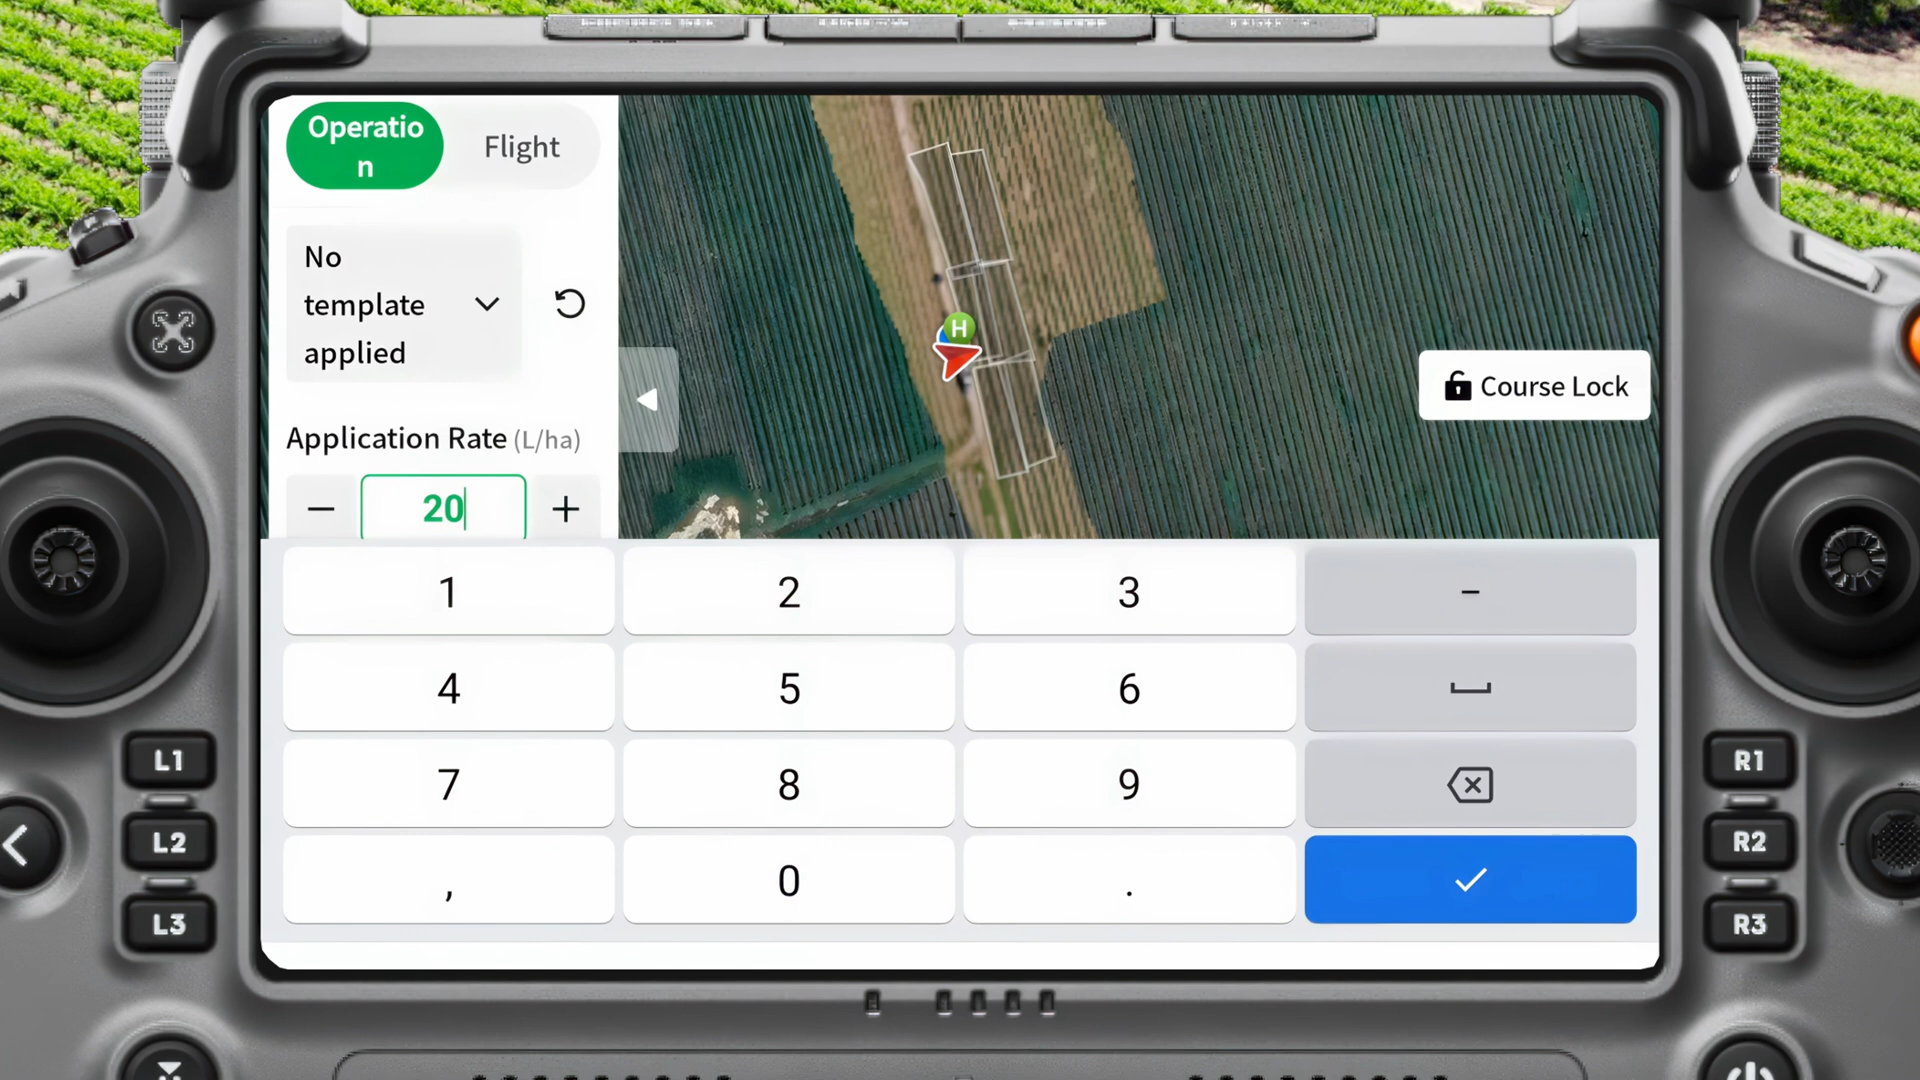 Operatio
n
Flight
No
template
applied
Application Rate (L/ha)
− 20 +
H
Course Lock
1 2 3 –
4 5 6
7 8 9
, 0 .
L1
L2
L3
R1
R2
R3